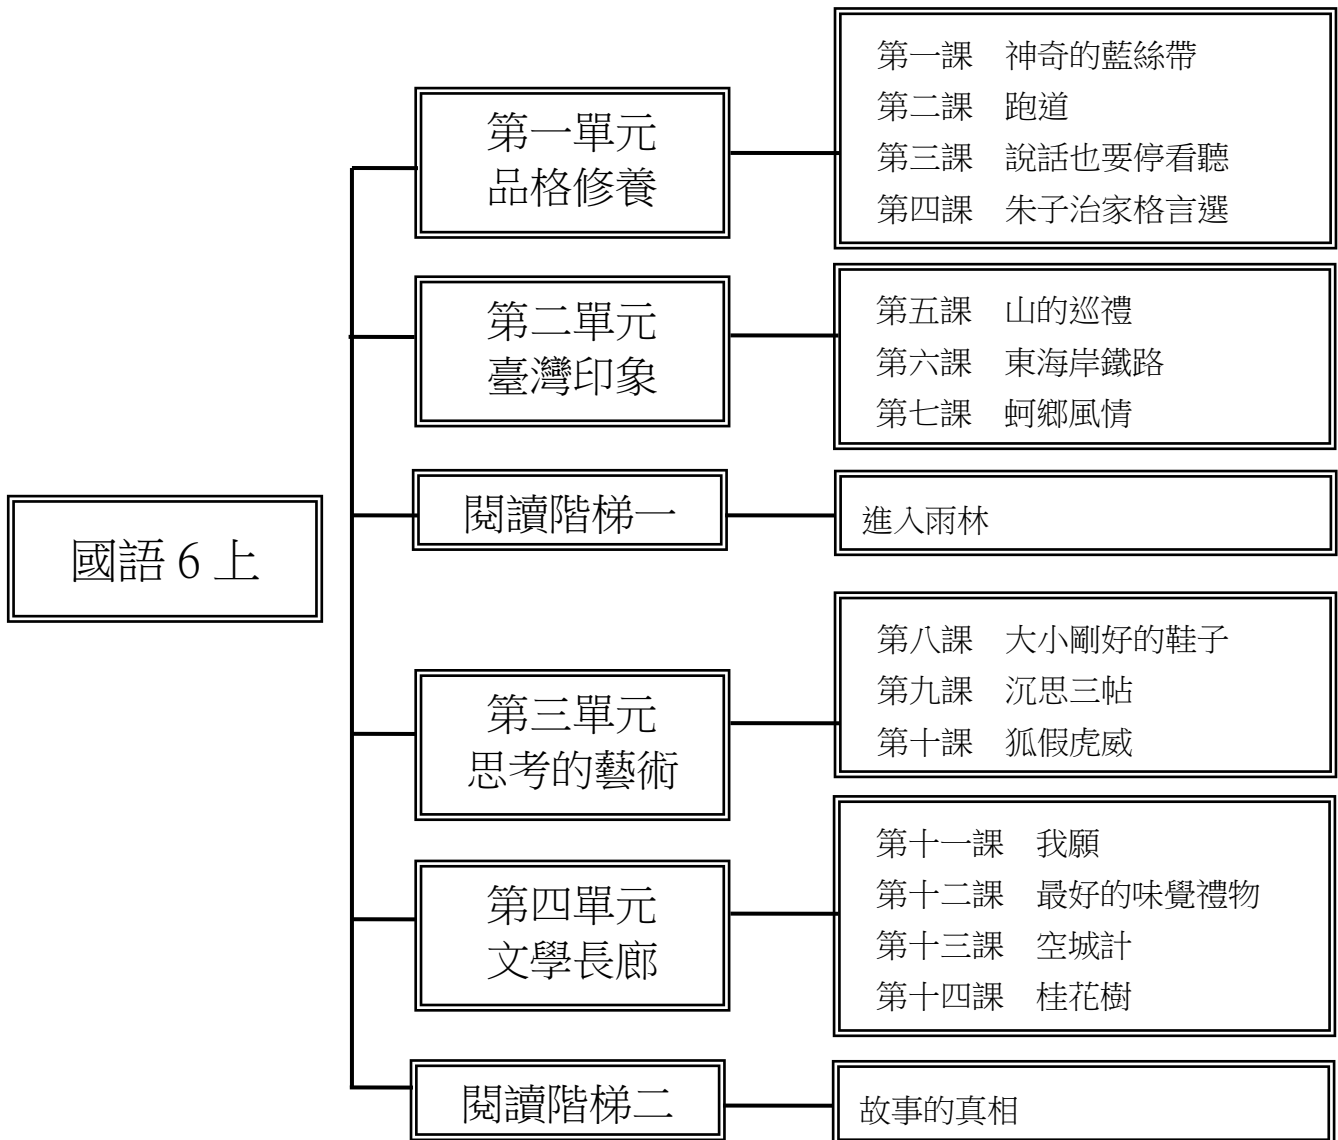 國語 6 上
第一單元
品格修養
第一課 神奇的藍絲帶
第二課 跑道
第三課 說話也要停看聽
第四課 朱子治家格言選
第二單元
臺灣印象
第五課 山的巡禮
第六課 東海岸鐵路
第七課 蚵鄉風情
閱讀階梯一
進入雨林
第三單元
思考的藝術
第八課 大小剛好的鞋子
第九課 沉思三帖
第十課 狐假虎威
第四單元
文學長廊
第十一課 我願
第十二課 最好的味覺禮物
第十三課 空城計
第十四課 桂花樹
閱讀階梯二
故事的真相